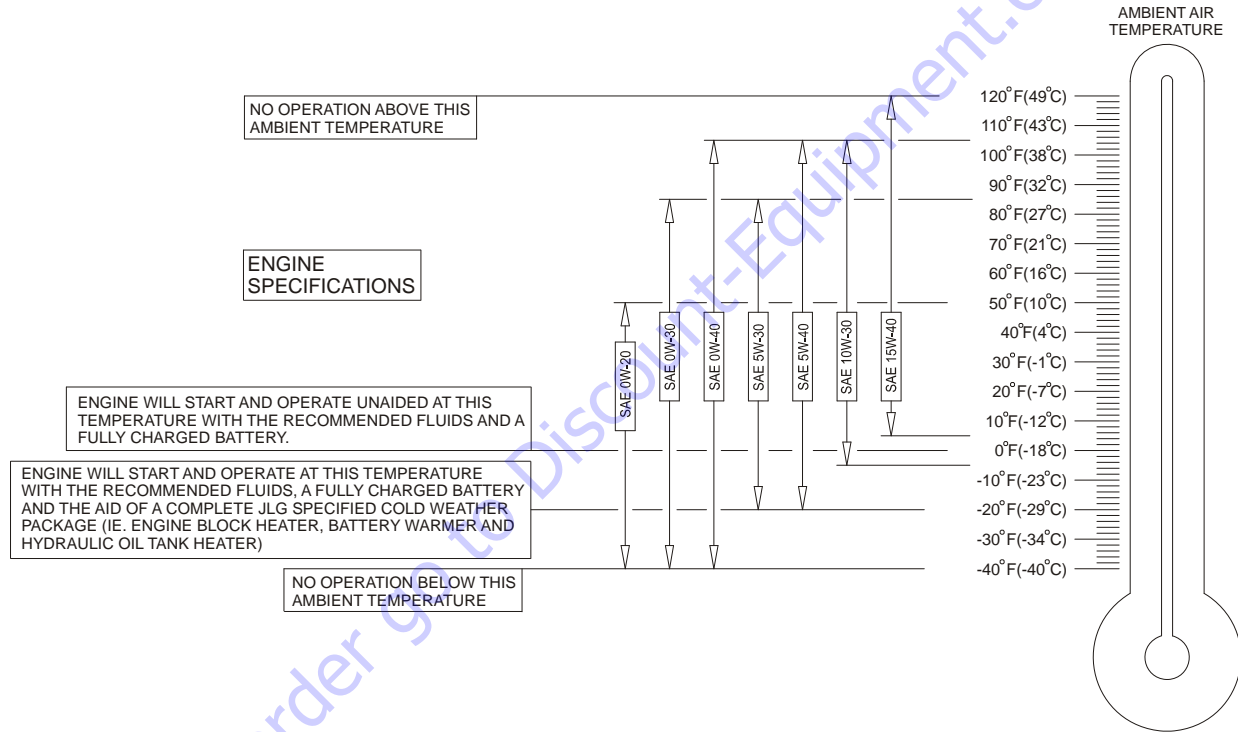 AMBIENT AIR
TEMPERATURE
NO OPERATION ABOVE THIS
AMBIENT TEMPERATURE
120°F(49°C)
110°F(43°C)
100°F(38°C)
90°F(32°C)
80°F(27°C)
70°F(21°C)
60°F(16°C)
50°F(10°C)
40°F(4°C)
30°F(-1°C)
20°F(-7°C)
10°F(-12°C)
0°F(-18°C)
-10°F(-23°C)
-20°F(-29°C)
-30°F(-34°C)
-40°F(-40°C)
ENGINE
SPECIFICATIONS
SAE 0W-20
SAE 0W-30
SAE 0W-40
SAE 5W-30
SAE 5W-40
SAE 10W-30
SAE 15W-40
ENGINE WILL START AND OPERATE UNAIDED AT THIS
TEMPERATURE WITH THE RECOMMENDED FLUIDS AND A
FULLY CHARGED BATTERY.
ENGINE WILL START AND OPERATE AT THIS TEMPERATURE
WITH THE RECOMMENDED FLUIDS, A FULLY CHARGED BATTERY
AND THE AID OF A COMPLETE JLG SPECIFIED COLD WEATHER
PACKAGE (IE. ENGINE BLOCK HEATER, BATTERY WARMER AND
HYDRAULIC OIL TANK HEATER)
NO OPERATION BELOW THIS
AMBIENT TEMPERATURE
rder go to Discount-Equipment.c